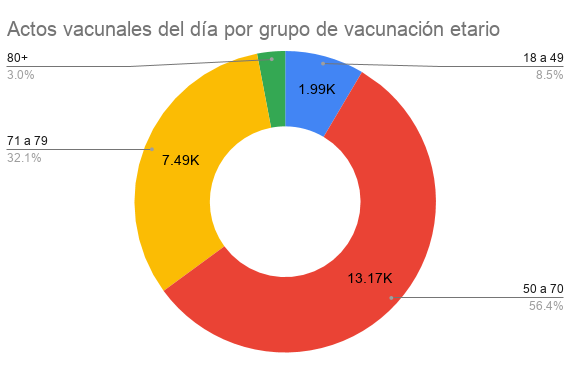 Actos vacunales del día por grupo de vacunación etario
80+
3.0%
18 a 49
8.5%
1.99K
71 a 79
32.1%
7.49K
13.17K
50 a 70
56.4%